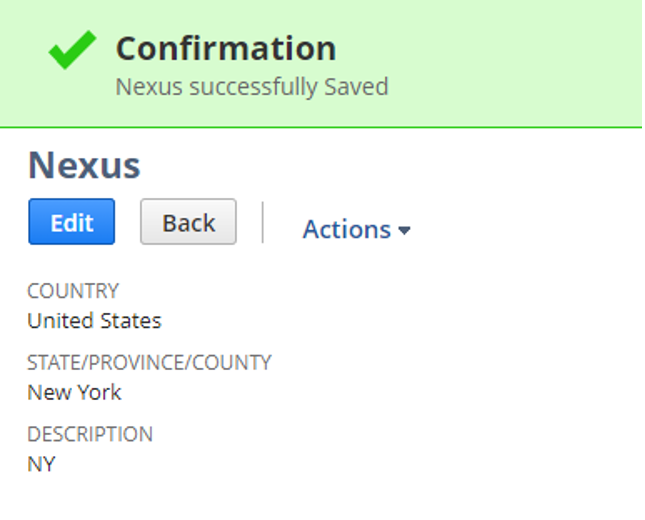 Confirmation
Nexus successfully Saved
Nexus
Edit
Back
Actions
COUNTRY
United States
STATE/PROVINCE/COUNTY
New York
DESCRIPTION
NY